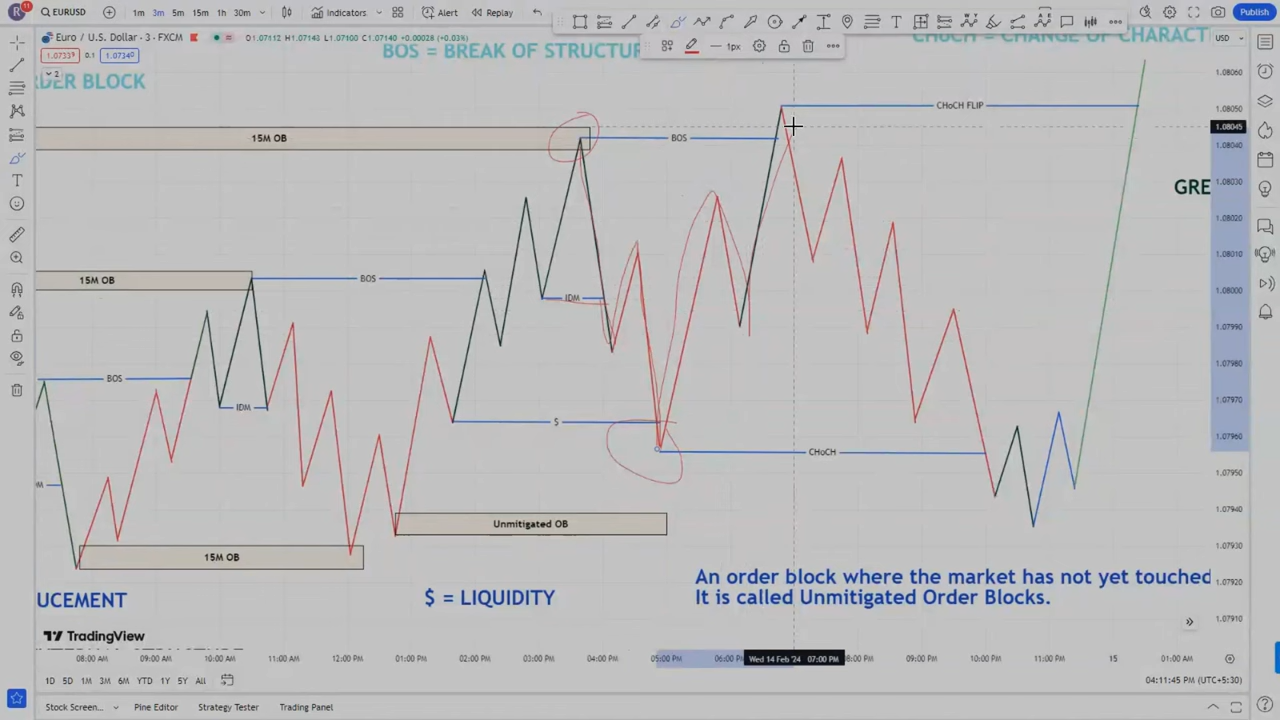 R 11 EURUSD 1m 3m 5m 15m 1h 30m Indicators Alert Replay Publish
Euro / U.S. Dollar - 3 - FXCM O1.07112 H1.07143 L1.07100 C1.07140 +0.00028 (+0.03%)
1px
USD
0.1
2
BOS = BREAK OF STRUCTUR
CHoCH = CHANGE OF CHARACT
RDER BLOCK
1.08060
CHoCH FLIP
1.08050
1.08045
15M OB
BOS
1.08040
1.08030
GRE
1.08020
1.08010
15M OB
BOS
1.08000
IDM
1.07990
1.07980
BOS
1.07970
IDM
$
1.07960
CHoCH
1.07950
M
1.07940
Unmitigated OB
1.07930
15M OB
1.07920
An order block where the market has not yet touched
It is called Unmitigated Order Blocks.
UCEMENT
$ = LIQUIDITY
1.07910
TradingView
08:00 AM 09:00 AM 10:00 AM 11:00 AM 12:00 PM 01:00 PM 02:00 PM 03:00 PM 04:00 PM 05:00 PM 06:00 Wed 14 Feb '24 07:00 PM 08:00 PM 09:00 PM 10:00 PM 11:00 PM 15 01:00 AM
1D 5D 1M 3M 6M YTD 1Y 5Y All
04:11:45 PM (UTC+5:30)
Stock Screen... Pine Editor Strategy Tester Trading Panel